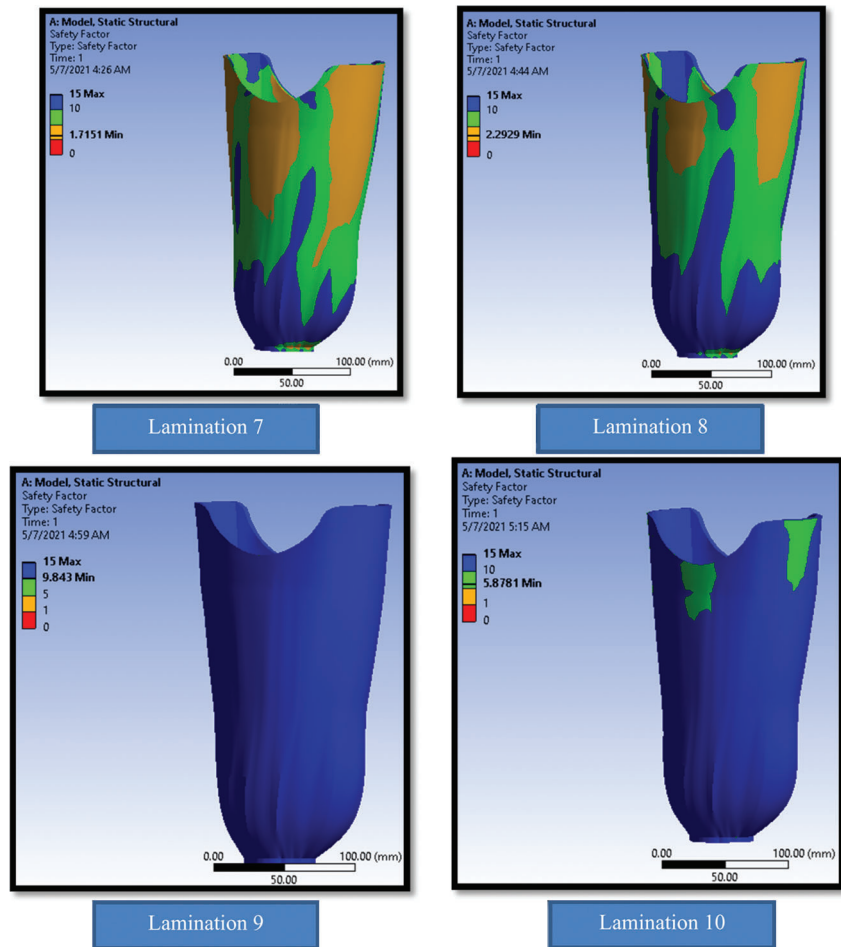 A: Model, Static Structural
Safety Factor
Type: Safety Factor
Time: 1
5/7/2021 4:26 AM
15 Max
10
1.7151 Min
0
0.00 100.00 (mm)
50.00
Lamination 7
A: Model, Static Structural
Safety Factor
Type: Safety Factor
Time: 1
5/7/2021 4:44 AM
15 Max
10
2.2929 Min
0
0.00 100.00 (mm)
50.00
Lamination 8
A: Model, Static Structural
Safety Factor
Type: Safety Factor
Time: 1
5/7/2021 4:59 AM
15 Max
9.843 Min
5
1
0
0.00 100.00 (mm)
50.00
Lamination 9
A: Model, Static Structural
Safety Factor
Type: Safety Factor
Time: 1
5/7/2021 5:15 AM
15 Max
10
5.8781 Min
1
0
0.00 100.00 (mm)
50.00
Lamination 10